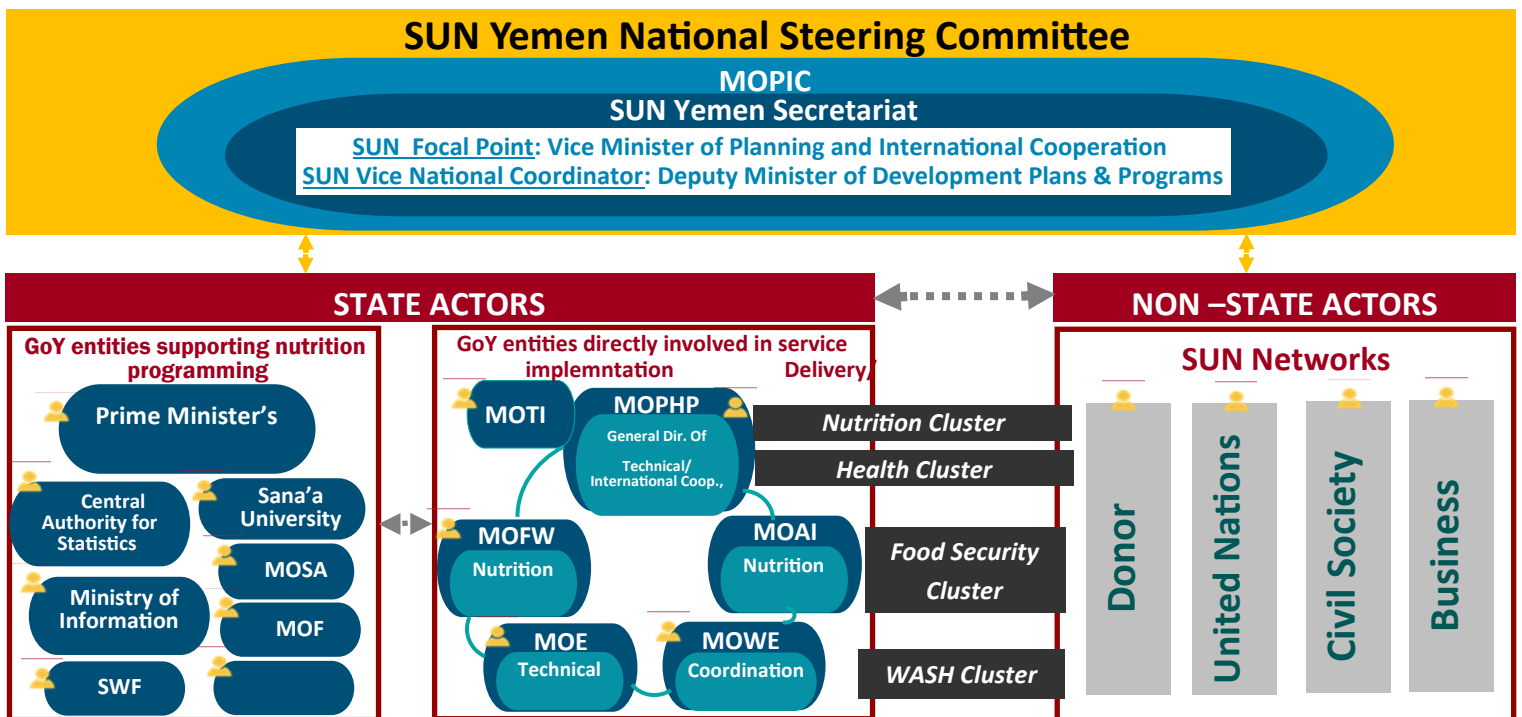 SUN Yemen National Steering Committee
MOPIC
SUN Yemen Secretariat
SUN Focal Point: Vice Minister of Planning and International Cooperation
SUN Vice National Coordinator: Deputy Minister of Development Plans & Programs
STATE ACTORS
NON –STATE ACTORS
GoY entities supporting nutrition
programming
Prime Minister's
Central
Authority for
Statistics
Sana'a
University
MOSA
Ministry of
Information
MOF
SWF
GoY entities directly involved in service
implemntation Delivery/
MOTI
MOPHP
General Dir. Of
Technical/
International Coop.,
MOFW
Nutrition
MOAI
Nutrition
MOE
Technical
MOWE
Coordination
Nutrition Cluster
Health Cluster
Food Security
Cluster
WASH Cluster
SUN Networks
Donor
United Nations
Civil Society
Business